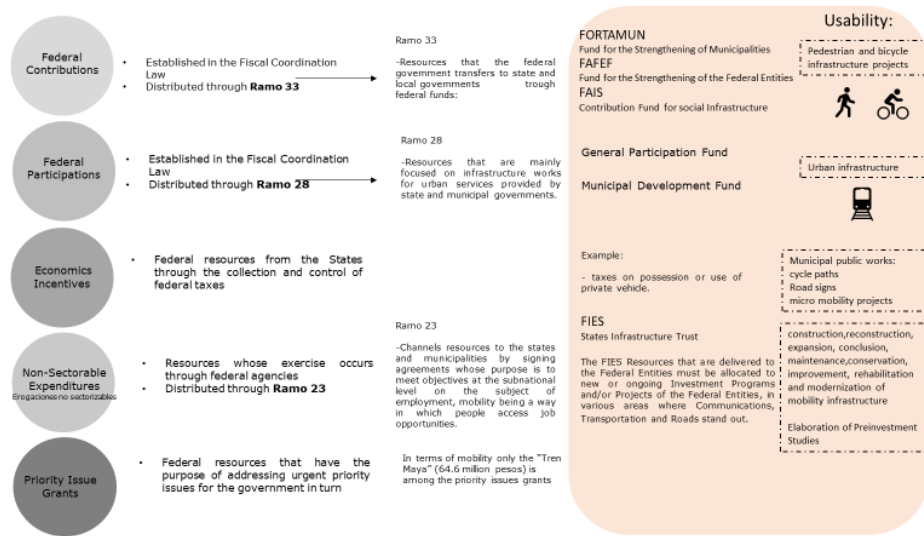 Usability:
Federal
Contributions
• Established in the Fiscal Coordination
Law
• Distributed through Ramo 33
Ramo 33
-Resources that the federal
government transfers to state and
local governments trough
federal funds:
FORTAMUN
Fund for the Strengthening of Municipalities
FAFEF
Fund for the Strengthening of the Federal Entities
FAIS
Contribution Fund for social Infrastructure
Pedestrian and bicycle
infrastructure projects
Federal
Participations
• Established in the Fiscal Coordination
Law
• Distributed through Ramo 28
Ramo 28
-Resources that are mainly
focused on infrastructure works
for urban services provided by
state and municipal governments.
General Participation Fund
Municipal Development Fund
Urban infrastructure
Economics
Incentives
• Federal resources from the States
through the collection and control of
federal taxes
Example:
- taxes on possession or use of
private vehicle.
Municipal public works:
cycle paths
Road signs
micro mobility projects
Non-Sectorable
Expenditures
Erogaciones no sectorizables
• Resources whose exercise occurs
through federal agencies
• Distributed through Ramo 23
Ramo 23
-Channels resources to the states
and municipalities by signing
agreements whose purpose is to
meet objectives at the subnational
level on the subject of
employment, mobility being a way
in which people access job
opportunities.
FIES
States Infrastructure Trust
The FIES Resources that are delivered to
the Federal Entities must be allocated to
new or ongoing Investment Programs
and/or Projects of the Federal Entities, in
various areas where Communications,
Transportation and Roads stand out.
construction,reconstruction,
expansion, conclusion,
maintenance,conservation,
improvement, rehabilitation
and modernization of
mobility infrastructure
Elaboration of Preinvestment
Studies
Priority Issue
Grants
• Federal resources that have the
purpose of addressing urgent priority
issues for the government in turn
In terms of mobility only the "Tren
Maya" (64.6 million pesos) is
among the priority issues grants